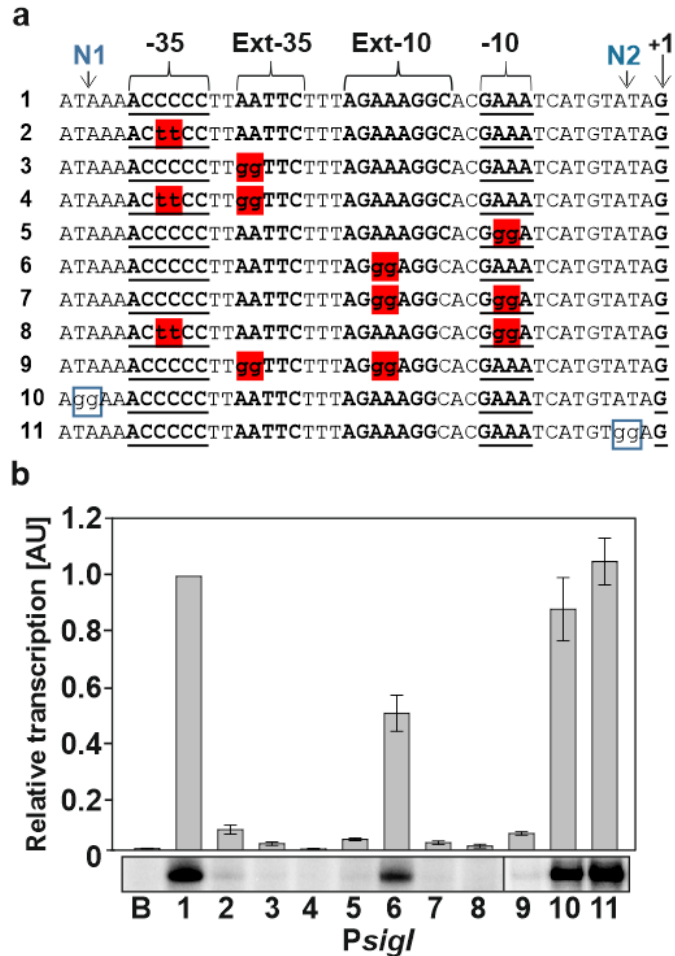 a
-35 Ext-35 Ext-10 -10
N1 N2 +1
1 ATAAAACCCCCTTAATTCTTTAGAAAGGCACGAAATCATGTATAG
2 ATAAAACttCCTTAATTCTTTAGAAAGGCACGAAATCATGTATAG
3 ATAAAACCCCCTTggTTCTTTAGAAAGGCACGAAATCATGTATAG
4 ATAAAACttCCTTggTTCTTTAGAAAGGCACGAAATCATGTATAG
5 ATAAAACCCCCTTAATTCTTTAGAAAGGCACGggATCATGTATAG
6 ATAAAACCCCCTTAATTCTTTAGggAGGCACGAAATCATGTATAG
7 ATAAAACCCCCTTAATTCTTTAGggAGGCACGggATCATGTATAG
8 ATAAAACttCCTTAATTCTTTAGAAAGGCACGggATCATGTATAG
9 ATAAAACCCCCTTggTTCTTTAGggAGGCACGAAATCATGTATAG
10 AggAAACCCCCTTAATTCTTTAGAAAGGCACGAAATCATGTATAG
11 ATAAAACCCCCTTAATTCTTTAGAAAGGCACGAAATCATGTggAG
b
Relative transcription [AU]
1.2
1.0
0.8
0.6
0.4
0.2
0
B 1 2 3 4 5 6 7 8 9 10 11
PsigI